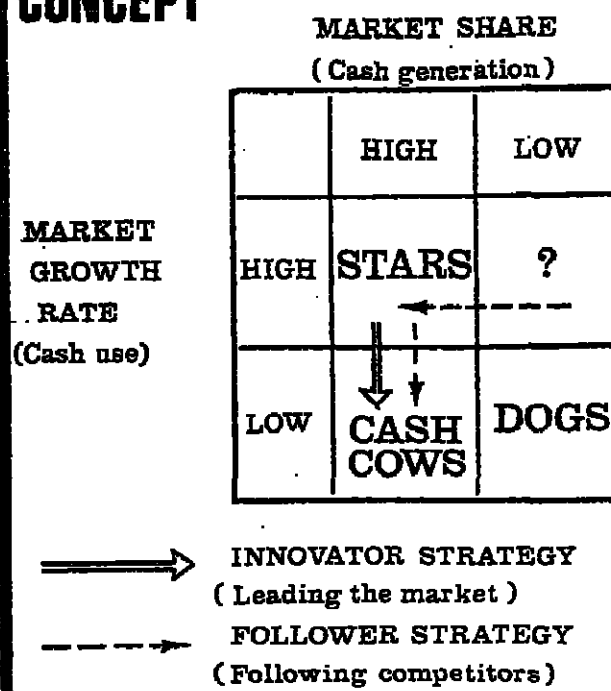 CONCEPT
MARKET SHARE
(Cash generation)
HIGH LOW
MARKET
GROWTH
RATE
(Cash use)
HIGH STARS ?
LOW CASH
COWS DOGS
INNOVATOR STRATEGY
(Leading the market)
FOLLOWER STRATEGY
(Following competitors)